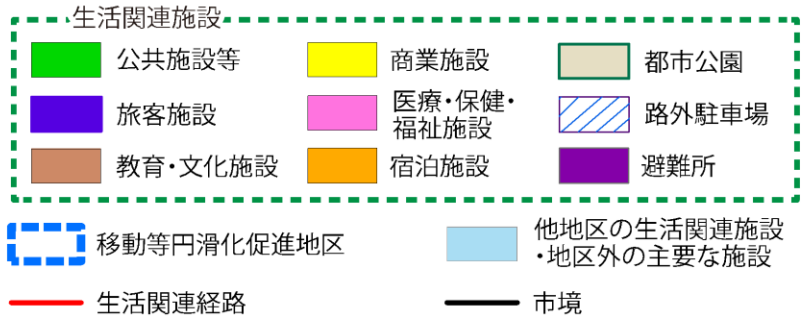 生活関連施設
公共施設等
商業施設
都市公園
旅客施設
医療・保健・
福祉施設
路外駐車場
教育・文化施設
宿泊施設
避難所
移動等円滑化促進地区
他地区の生活関連施設
・地区外の主要な施設
生活関連経路
市境